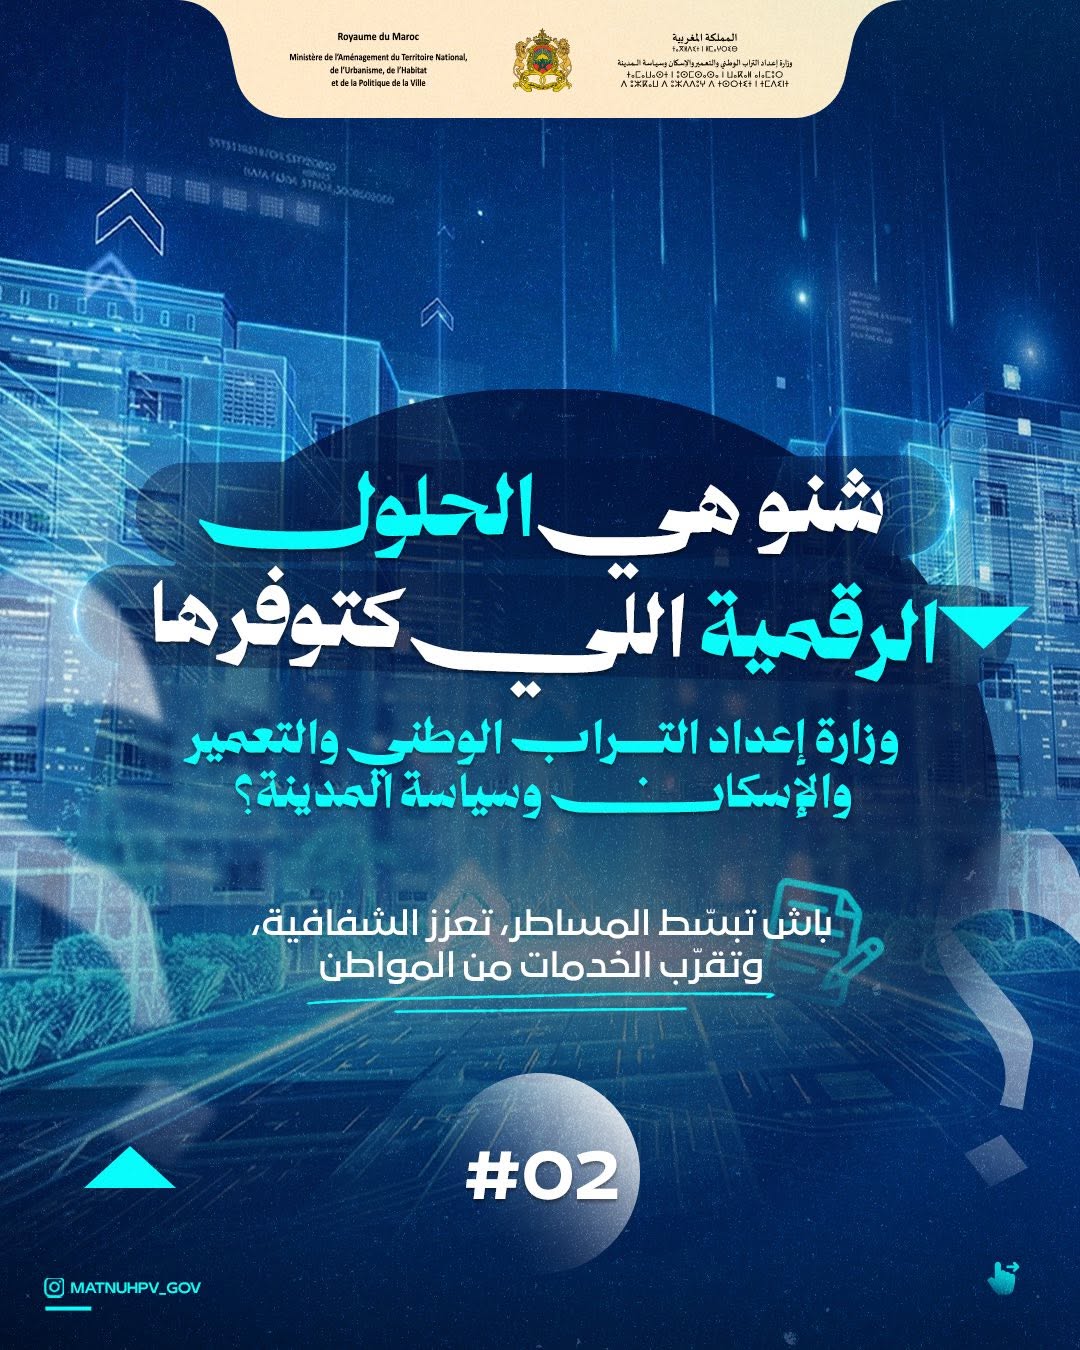 Royaume du Maroc
Ministère de l'Aménagement du Territoire National,
de l'Urbanisme, de l'Habitat
et de la Politique de la Ville
المملكة المغربية
ⵜⴰⴳⵍⴷⵉⵜ ⵏ ⵍⵎⵖⵔⵉⴱ
وزارة إعداد التراب الوطني والتعمير والإسكان وسياسة المدينة
شنو هي الحلول
الرقمية اللي كتوفرها
وزارة إعداد التراب الوطني والتعمير
والإسكان وسياسة المدينة؟
باش تبسّط المساطر، تعزز الشفافية،
وتقرّب الخدمات من المواطن
#02
MATNUHPV_GOV